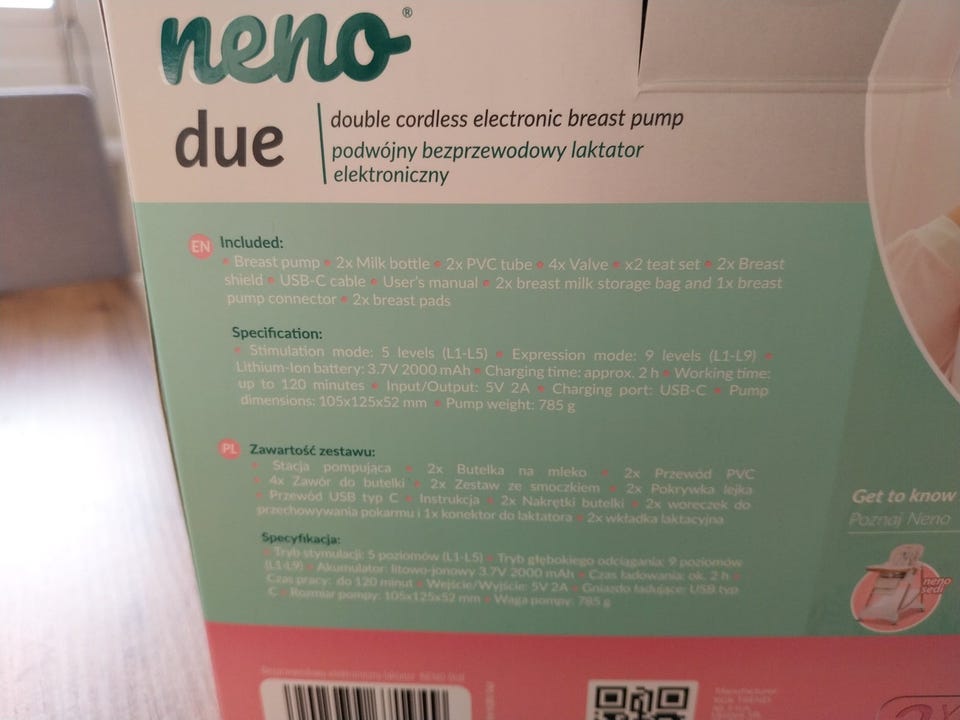 neno®
due
double cordless electronic breast pump
podwójny bezprzewodowy laktator
elektroniczny
EN Included:
• Breast pump • 2x Milk bottle • 2x PVC tube • 4x Valve • x2 teat set • 2x Breast
shield • USB-C cable • User's manual • 2x breast milk storage bag and 1x breast
pump connector • 2x breast pads
Specification:
• Stimulation mode: 5 levels (L1-L5) • Expression mode: 9 levels (L1-L9) •
Lithium-Ion battery: 3.7V 2000 mAh • Charging time: approx. 2 h • Working time:
up to 120 minutes • Input/Output: 5V 2A • Charging port: USB-C • Pump
dimensions: 105x125x52 mm • Pump weight: 785 g
PL Zawartość zestawu:
• Stacja pompująca • 2x Butelka na mleko • 2x Przewód PVC
• 4x Zawór do butelki • 2x Zestaw ze smoczkiem • 2x Pokrywka lejka
• Przewód USB typ C • Instrukcja • 2x Nakrętki butelki • 2x woreczek do
przechowywania pokarmu i 1x konektor do laktatora • 2x wkładka laktacyjna
Specyfikacja:
• Tryb stymulacji: 5 poziomów (L1-L5) • Tryb głębokiego odciągania: 9 poziomów
(L1-L9) • Akumulator: litowo-jonowy 3.7V 2000 mAh • Czas ładowania: ok. 2 h •
Czas pracy: do 120 minut • Wejście/Wyjście: 5V 2A • Gniazdo ładujące: USB typ
C • Rozmiar pompy: 105x125x52 mm • Waga pompy: 785 g
Get to know
Poznaj Neno
neno
sedi
Bezprzewodowy elektroniczny laktator NENO DUE
Manufacturer: